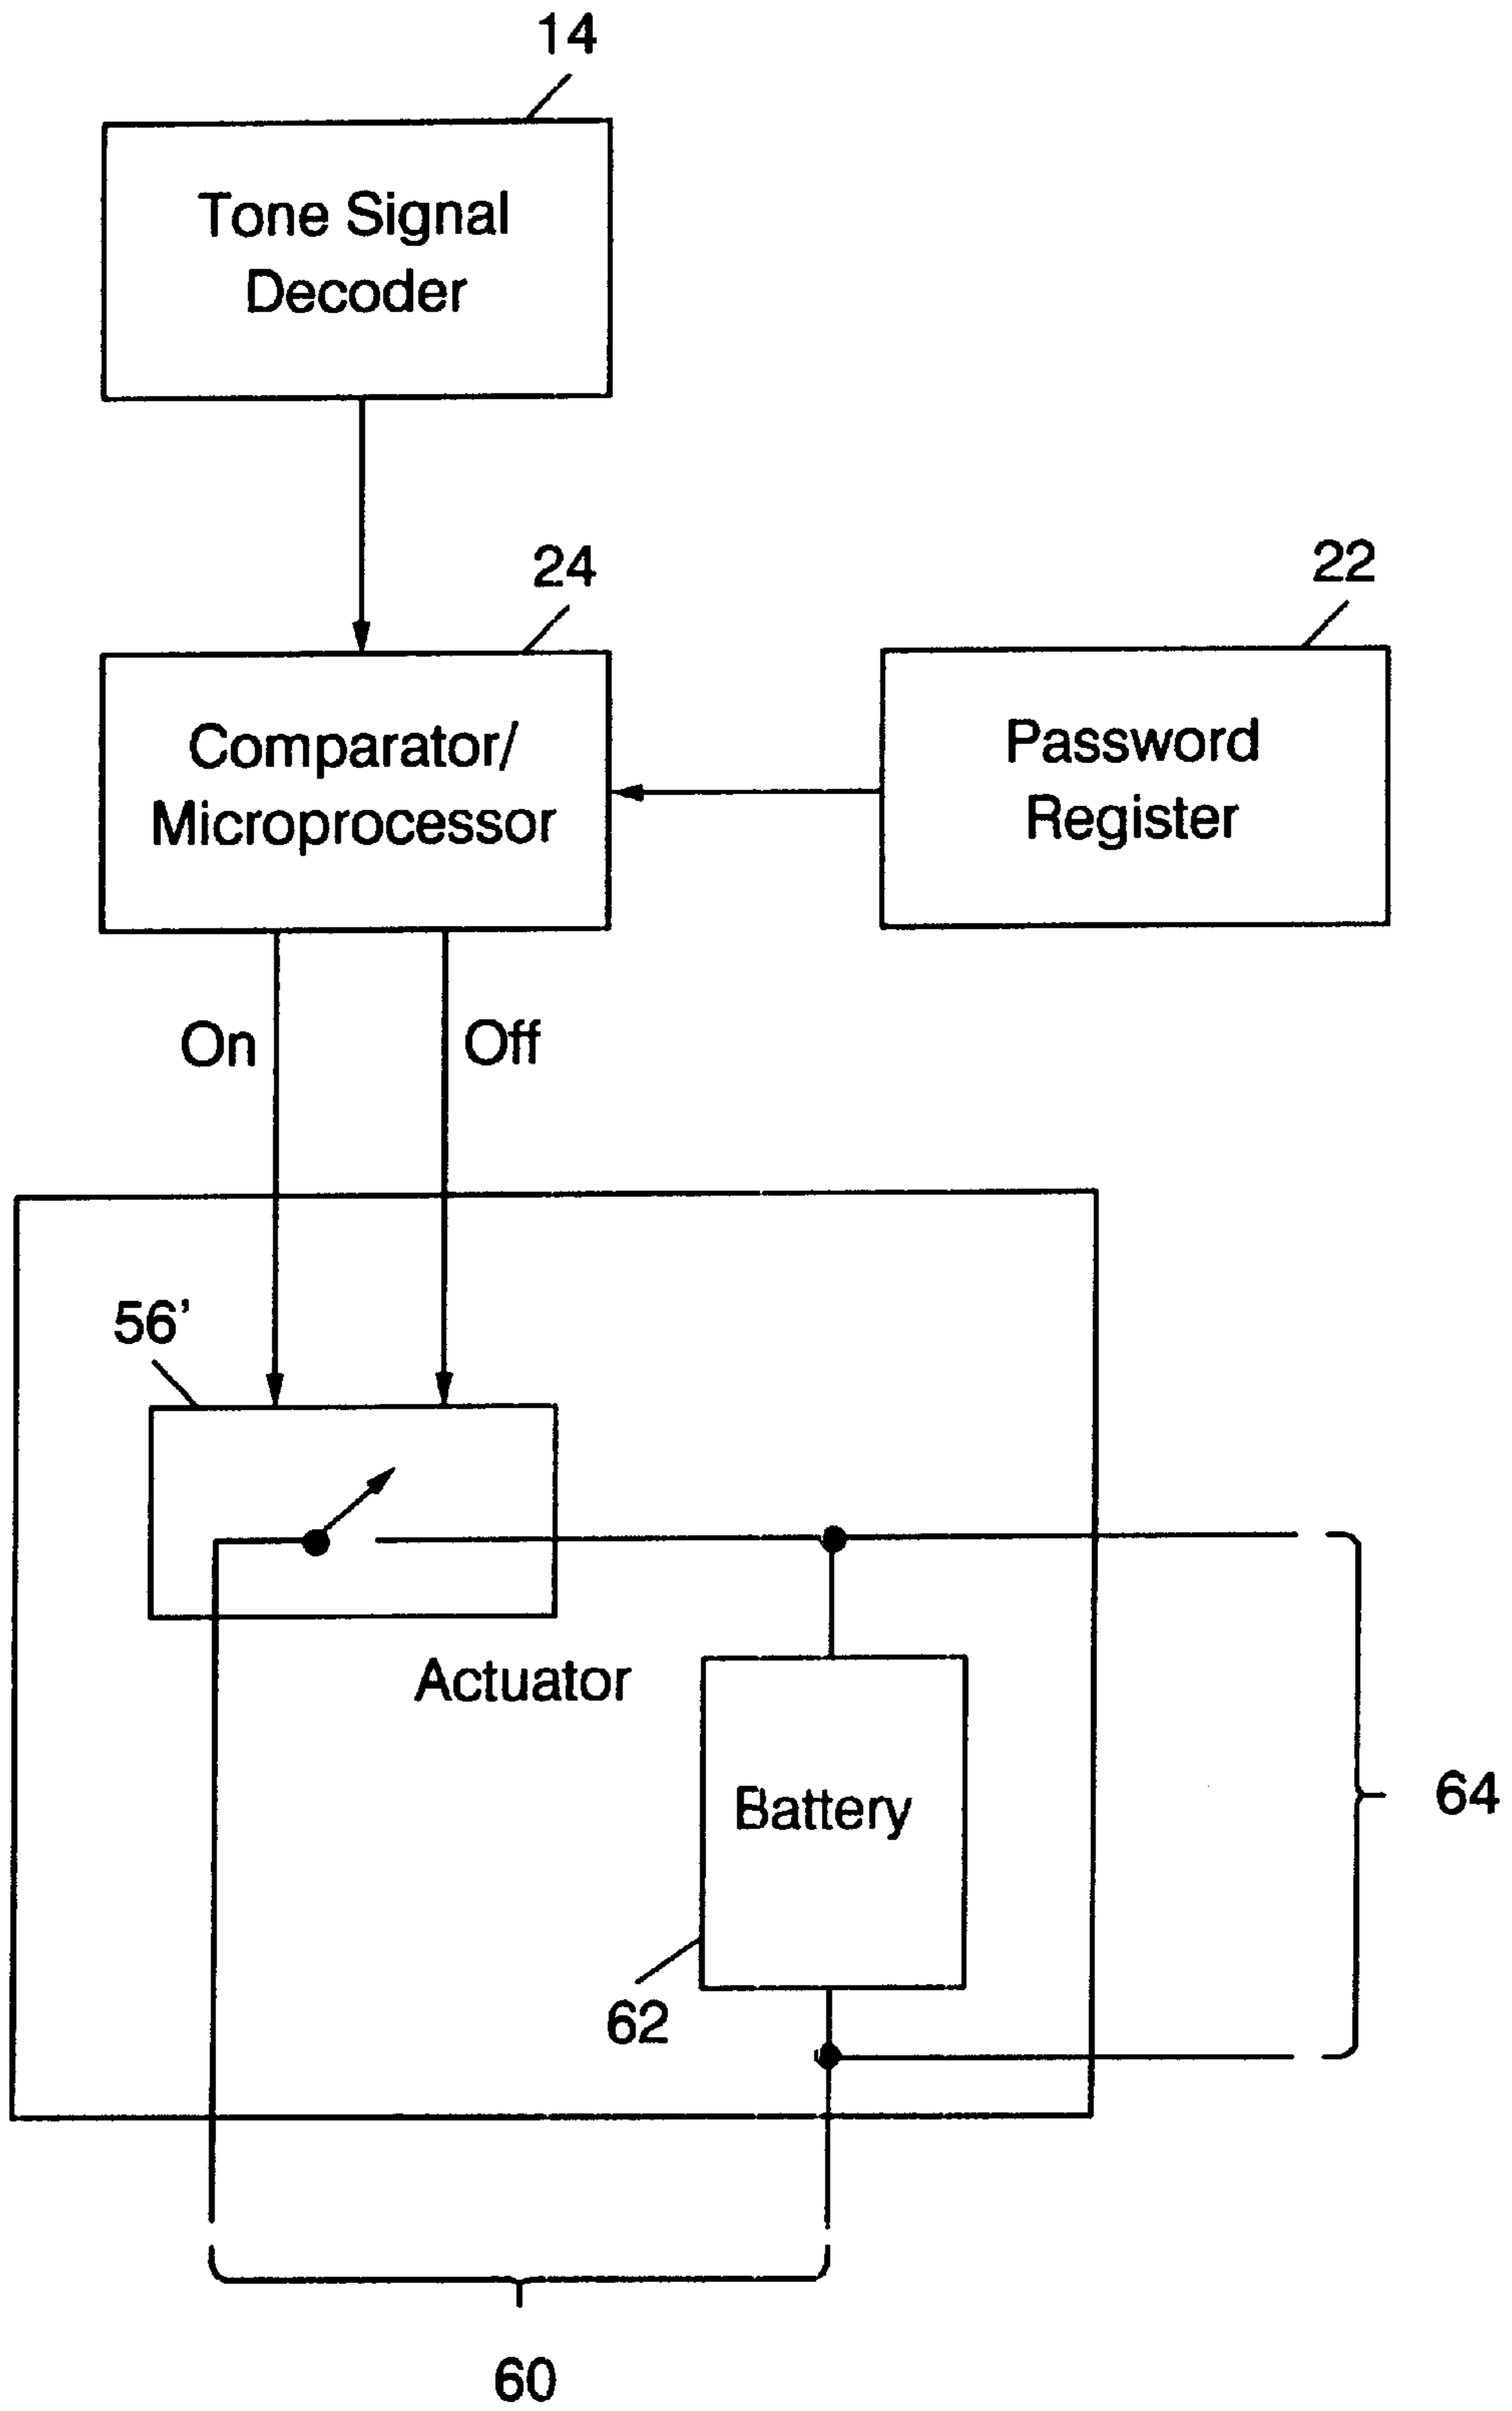 14
Tone Signal
Decoder
24
22
Comparator/
Microprocessor
Password
Register
On
Off
56'
Actuator
Battery
64
62
60